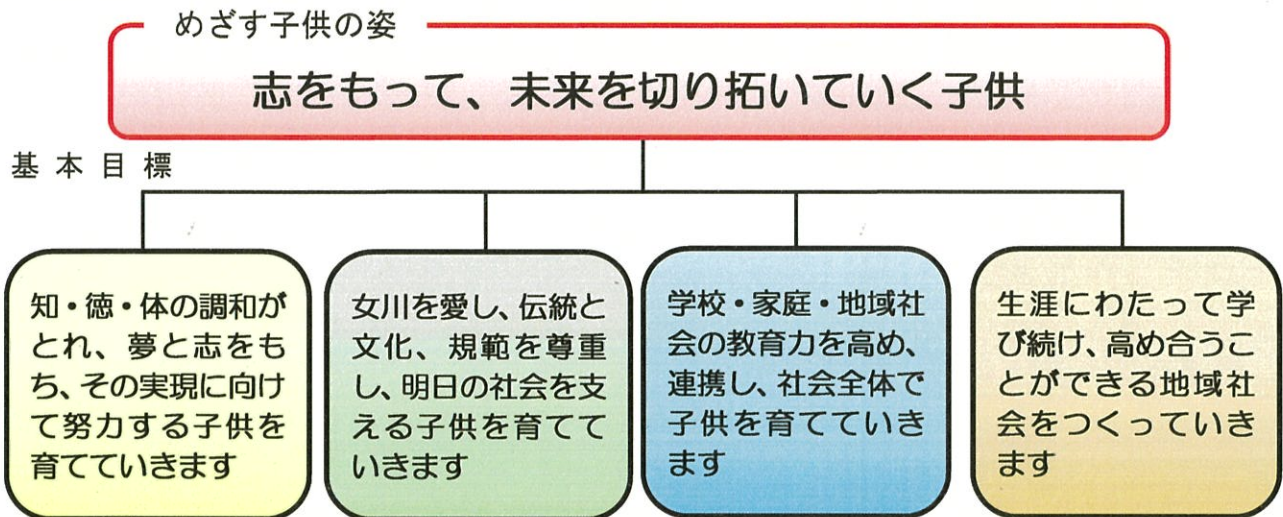 めざす子供の姿
志をもって、未来を切り拓いていく子供
基本目標
知・徳・体の調和が
とれ、夢と志をも
ち、その実現に向け
て努力する子供を
育てていきます
女川を愛し、伝統と
文化、規範を尊重
し、明日の社会を支
える子供を育てて
いきます
学校・家庭・地域社
会の教育力を高め、
連携し、社会全体で
子供を育てていき
ます
生涯にわたって学
び続け、高め合うこ
とができる地域社
会をつくっていき
ます